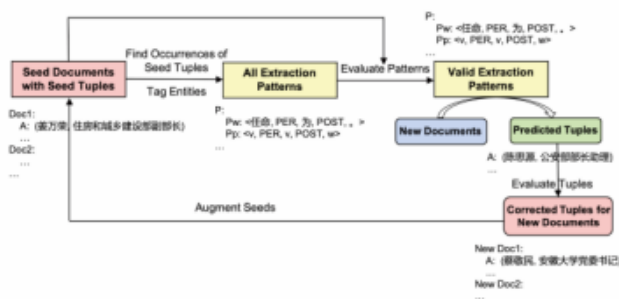 P:
Pw: <任命, PER, 为, POST, 。>
Pp: <v, PER, v, POST, w>
...
Seed Documents with Seed Tuples
Find Occurrences of Seed Tuples
Tag Entities
All Extraction Patterns
Evaluate Patterns
Valid Extraction Patterns
Doc1:
A: (姜万荣, 住房和城乡建设部副部长)
...
Doc2:
...
...
P:
Pw: <任命, PER, 为, POST, 。>
Pp: <v, PER, v, POST, w>
...
New Documents
Predicted Tuples
A: (陈思源, 公安部部长助理)
...
Evaluate Tuples
Augment Seeds
Corrected Tuples for New Documents
New Doc1:
A: (蔡敬民, 安徽大学党委书记)
...
New Doc2:
...